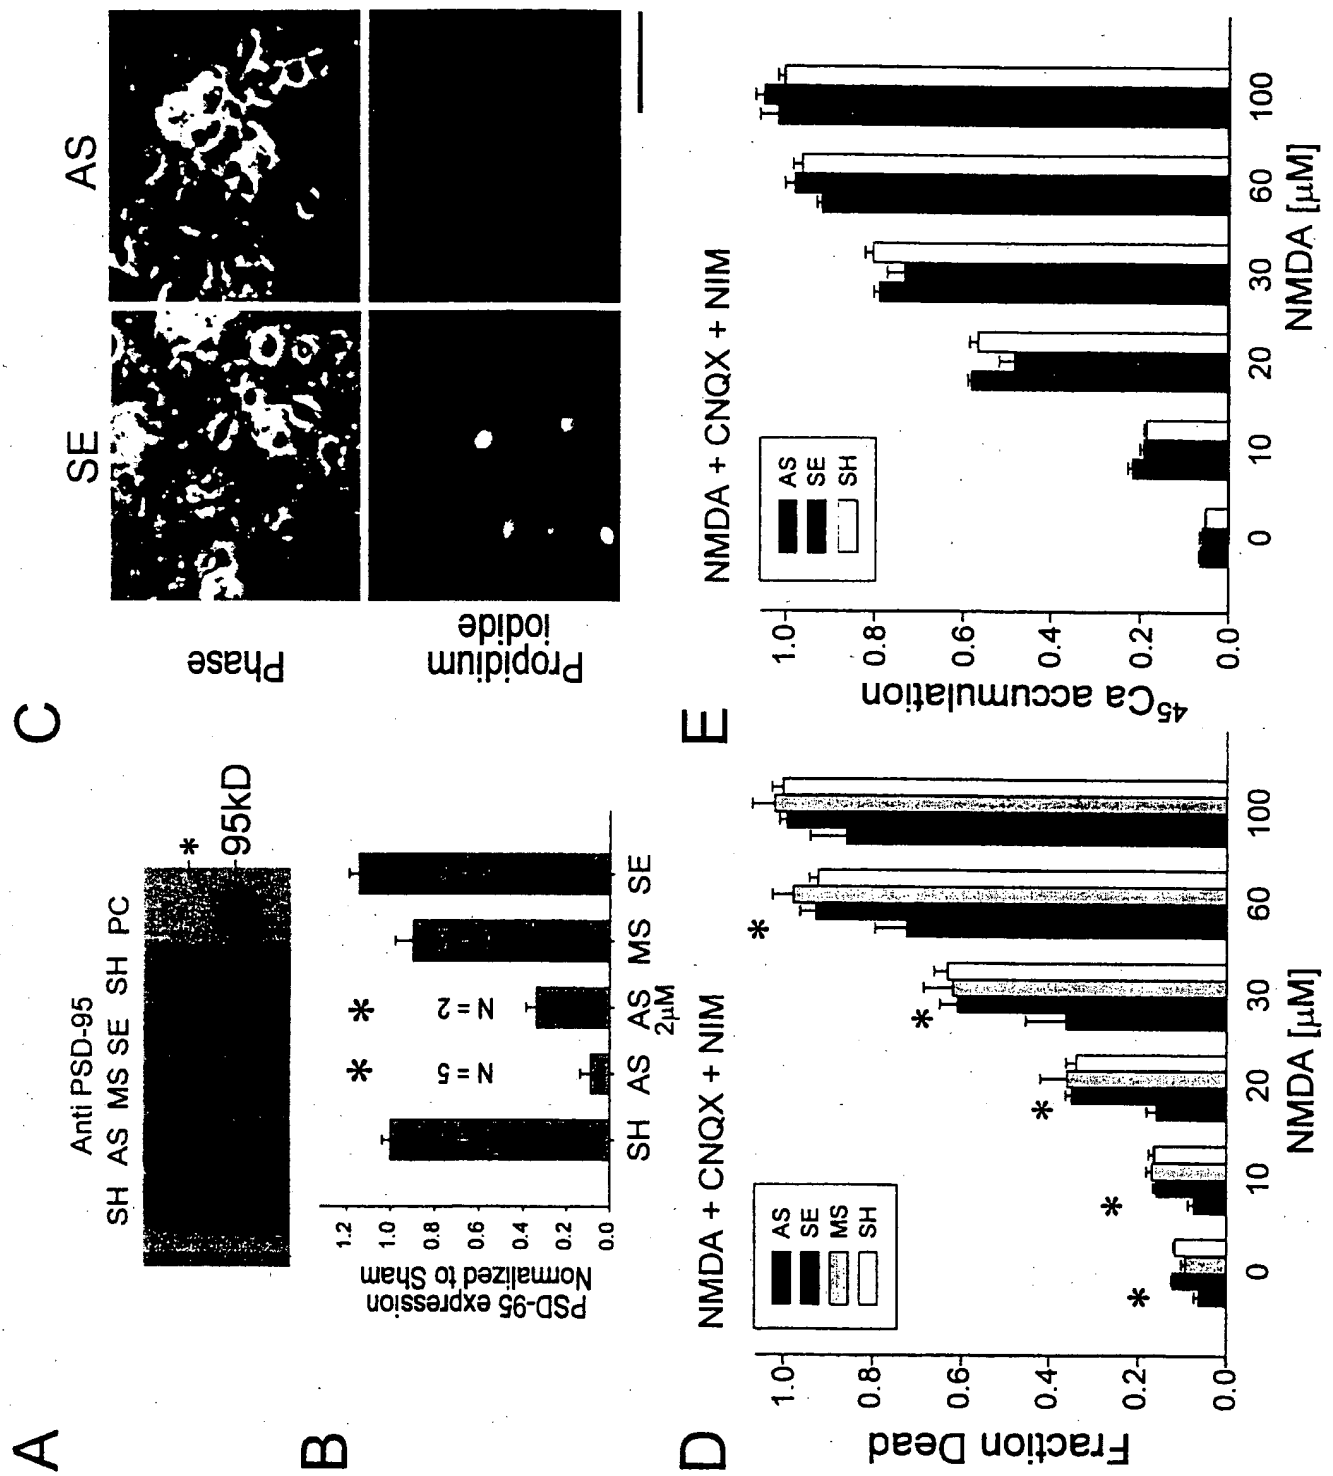 A
Anti PSD-95
SH AS MS SE SH PC
*
95kD
B
PSD-95 expression
Normalized to Sham
1.2
1.0
0.8
0.6
0.4
0.2
0.0
* *
N = 5 N = 2
SH AS AS MS SE
2μM
C
SE AS
Phase
Propidium
iodide
D
NMDA + CNQX + NIM
AS
SE
MS
SH
Fraction Dead
1.0
0.8
0.6
0.4
0.2
0.0
* * * * *
0 10 20 30 60 100
NMDA [μM]
E
NMDA + CNQX + NIM
AS
SE
SH
45Ca accumulation
1.0
0.8
0.6
0.4
0.2
0.0
0 10 20 30 60 100
NMDA [μM]